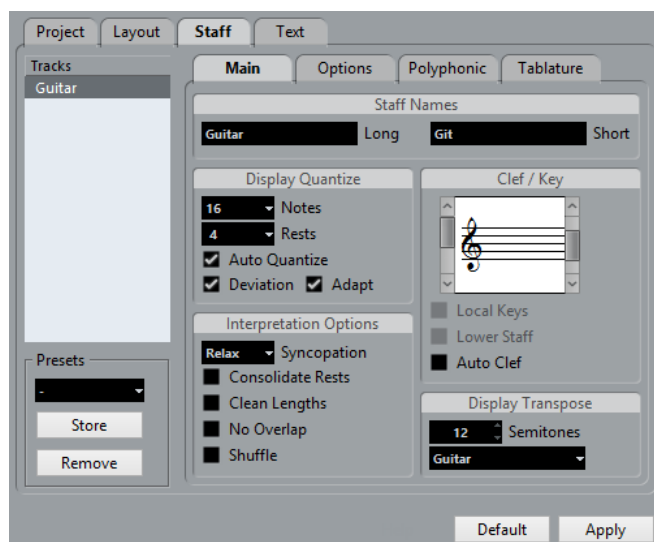 Project Layout Staff Text
Tracks
Guitar
Main Options Polyphonic Tablature
Staff Names
Guitar Long Git Short
Display Quantize
16 Notes
4 Rests
Auto Quantize
Deviation Adapt
Clef / Key
Local Keys
Lower Staff
Auto Clef
Interpretation Options
Relax Syncopation
Consolidate Rests
Clean Lengths
No Overlap
Shuffle
Display Transpose
12 Semitones
Guitar
Presets
-
Store
Remove
Default Apply